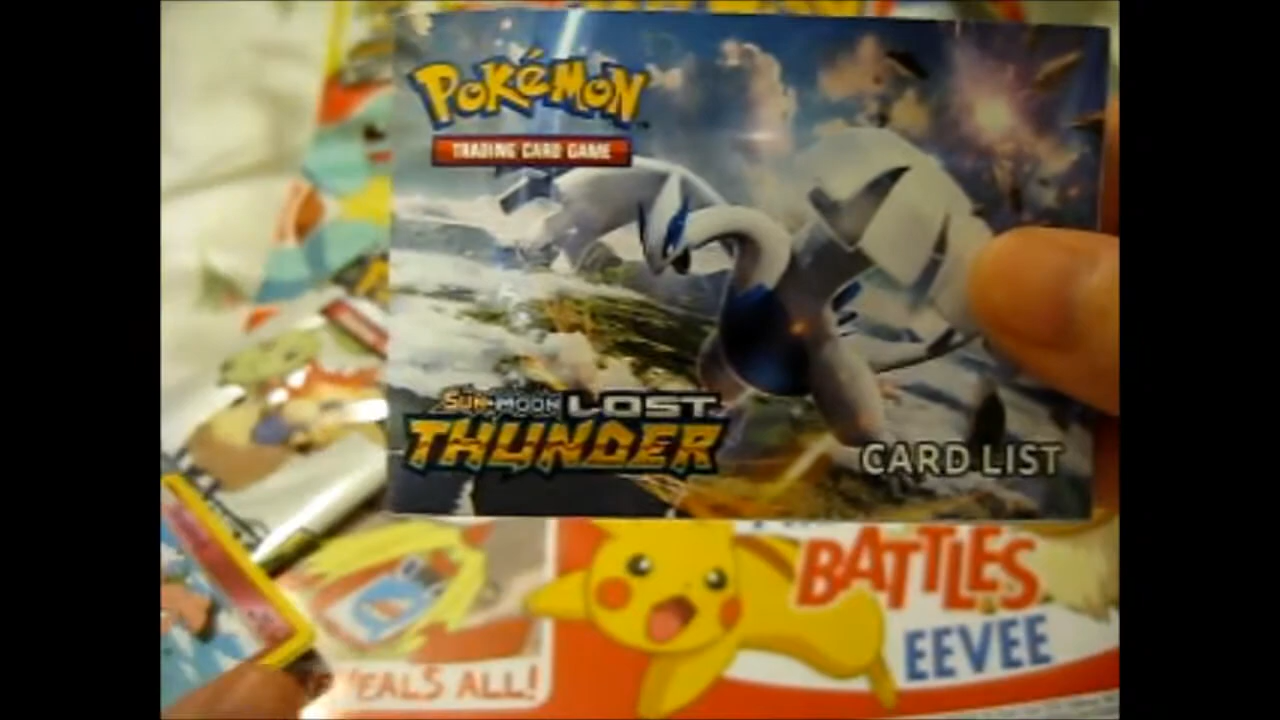 POKéMON
TRADING CARD GAME
SUN & MOON LOST
THUNDER
CARD LIST
BATTLES
EEVEE
REVEALS ALL!